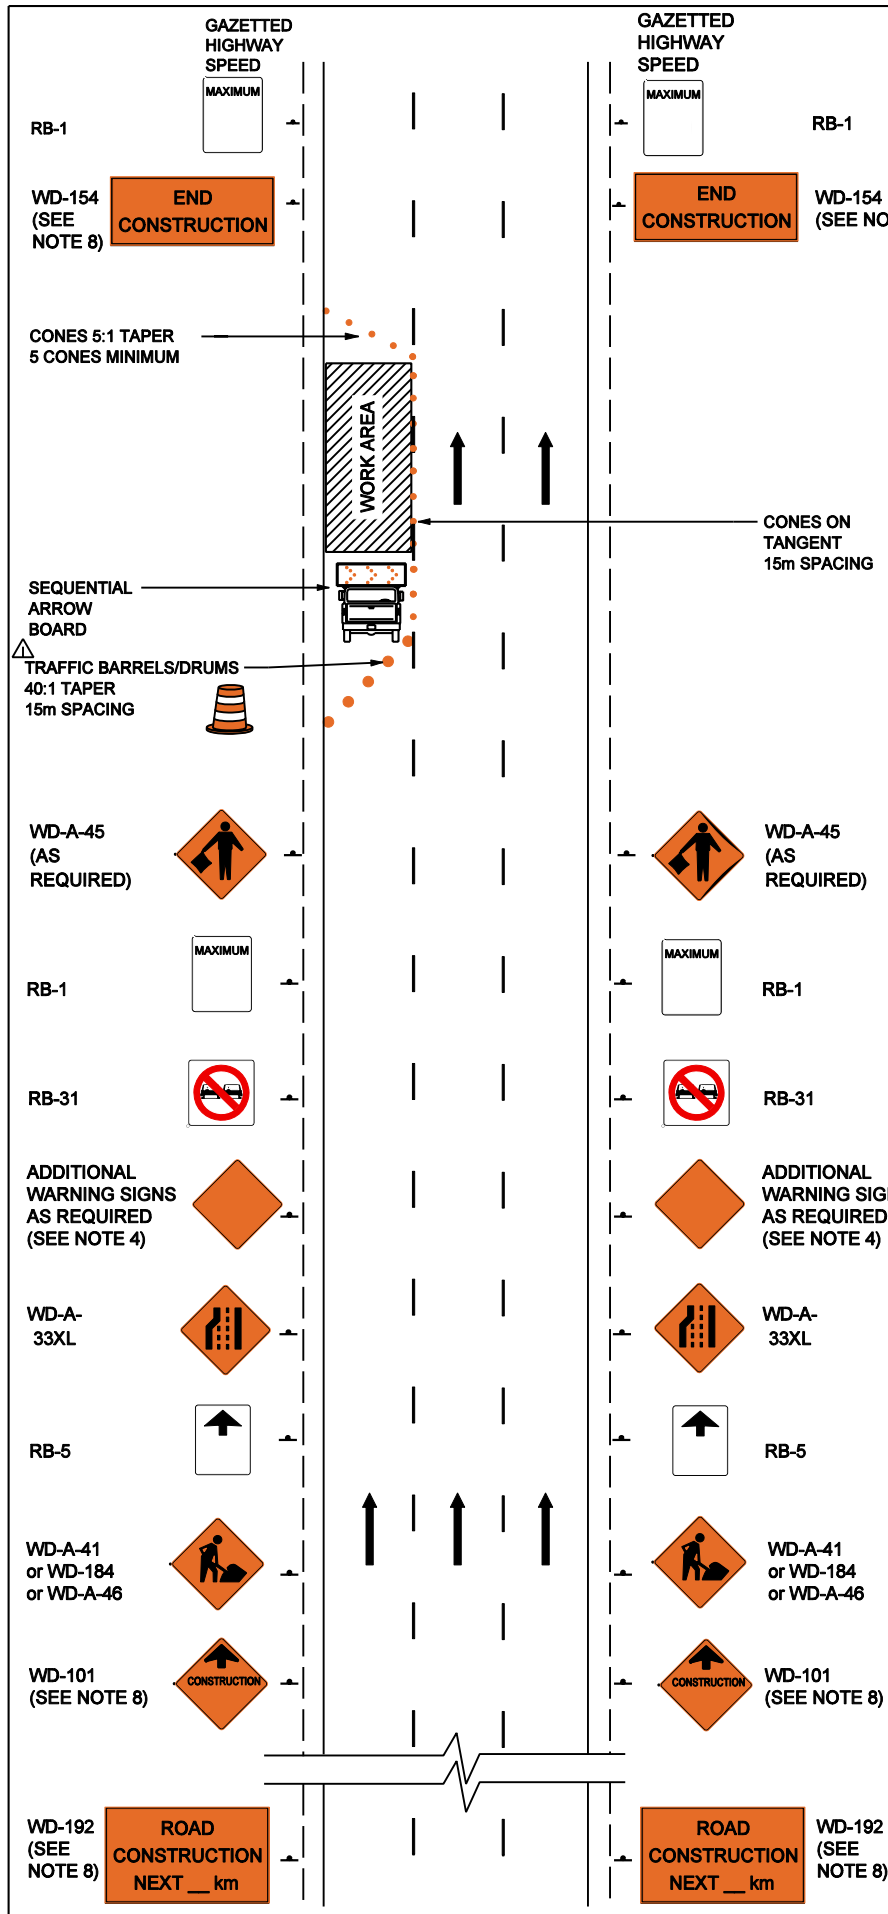 GAZETTED
HIGHWAY
SPEED
MAXIMUM
RB-1
GAZETTED
HIGHWAY
SPEED
MAXIMUM
RB-1
WD-154
(SEE
NOTE 8)
END
CONSTRUCTION
END
CONSTRUCTION
WD-154
(SEE NO
CONES 5:1 TAPER
5 CONES MINIMUM
WORK AREA
CONES ON
TANGENT
15m SPACING
SEQUENTIAL
ARROW
BOARD
TRAFFIC BARRELS/DRUMS
40:1 TAPER
15m SPACING
WD-A-45
(AS
REQUIRED)
WD-A-45
(AS
REQUIRED)
MAXIMUM
RB-1
MAXIMUM
RB-1
RB-31
RB-31
ADDITIONAL
WARNING SIGNS
AS REQUIRED
(SEE NOTE 4)
ADDITIONAL
WARNING SIG
AS REQUIRED
(SEE NOTE 4)
WD-A-
33XL
WD-A-
33XL
RB-5
RB-5
WD-A-41
or WD-184
or WD-A-46
WD-A-41
or WD-184
or WD-A-46
WD-101
(SEE NOTE 8)
CONSTRUCTION
CONSTRUCTION
WD-101
(SEE NOTE 8)
WD-192
(SEE
NOTE 8)
ROAD
CONSTRUCTION
NEXT __ km
ROAD
CONSTRUCTION
NEXT __ km
WD-192
(SEE
NOTE 8)